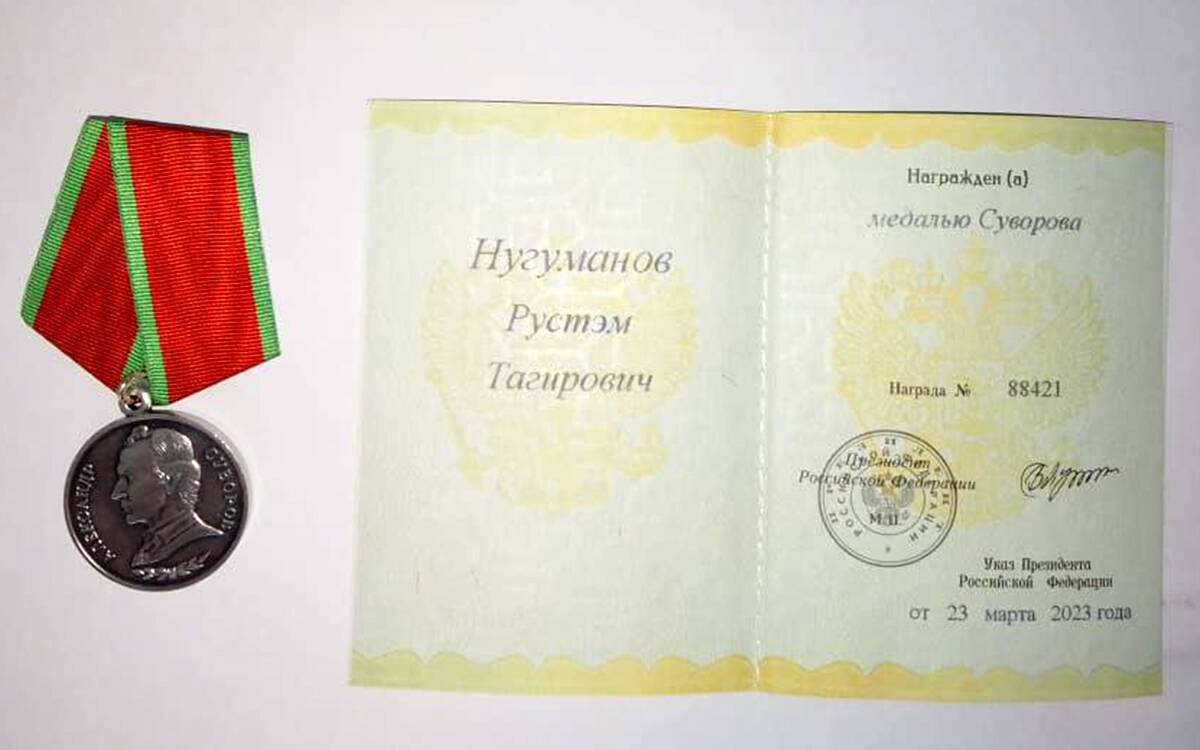 АЛЕКСАНДР СУВОРОВ
Нугуманов
Рустэм
Тагирович
Награжден (а)
медалью Суворова
Награда № 88421
Президент
Российской Федерации
М.П.
Указ Президента
Российской Федерации
от 23 марта 2023 года